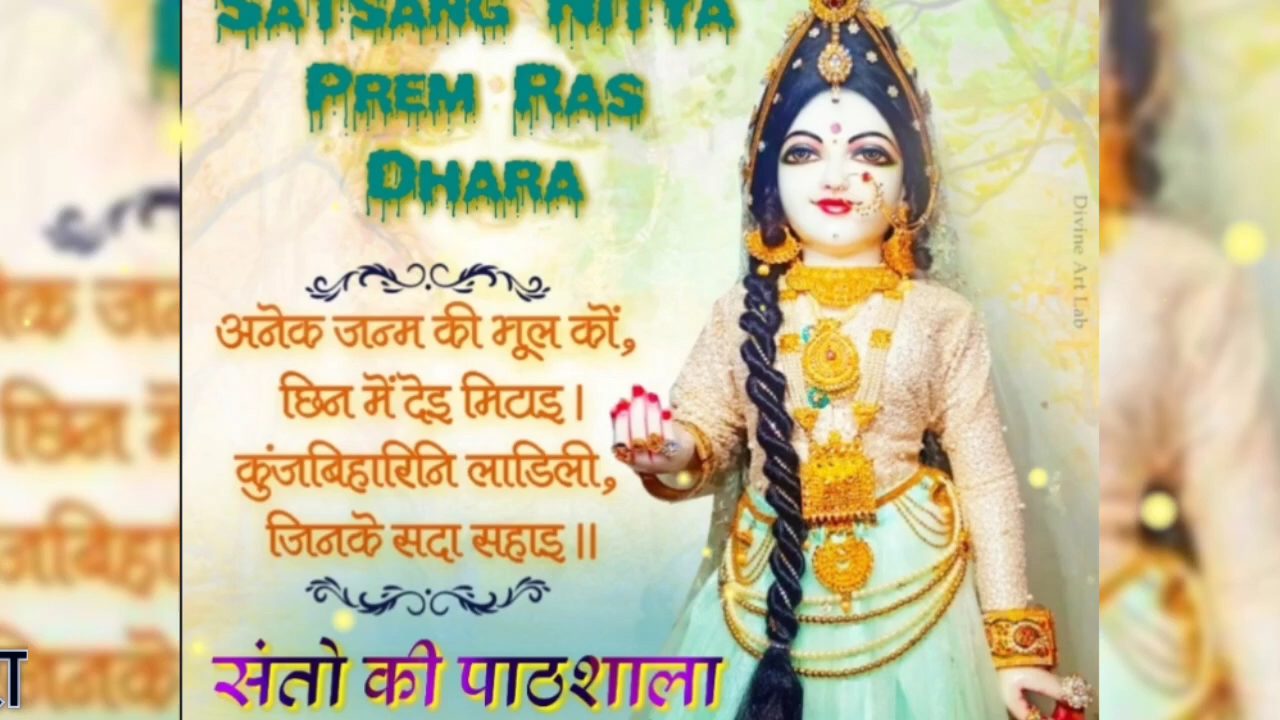 SATSANG NITYA
PREM RAS
DHARA
अनेक जन्म की भूल कों,
छिन में देइ मिटाइ।
कुंजबिहारिनि लाडिली,
जिनके सदा सहाइ॥
संतो की पाठशाला
Divine Art Lab